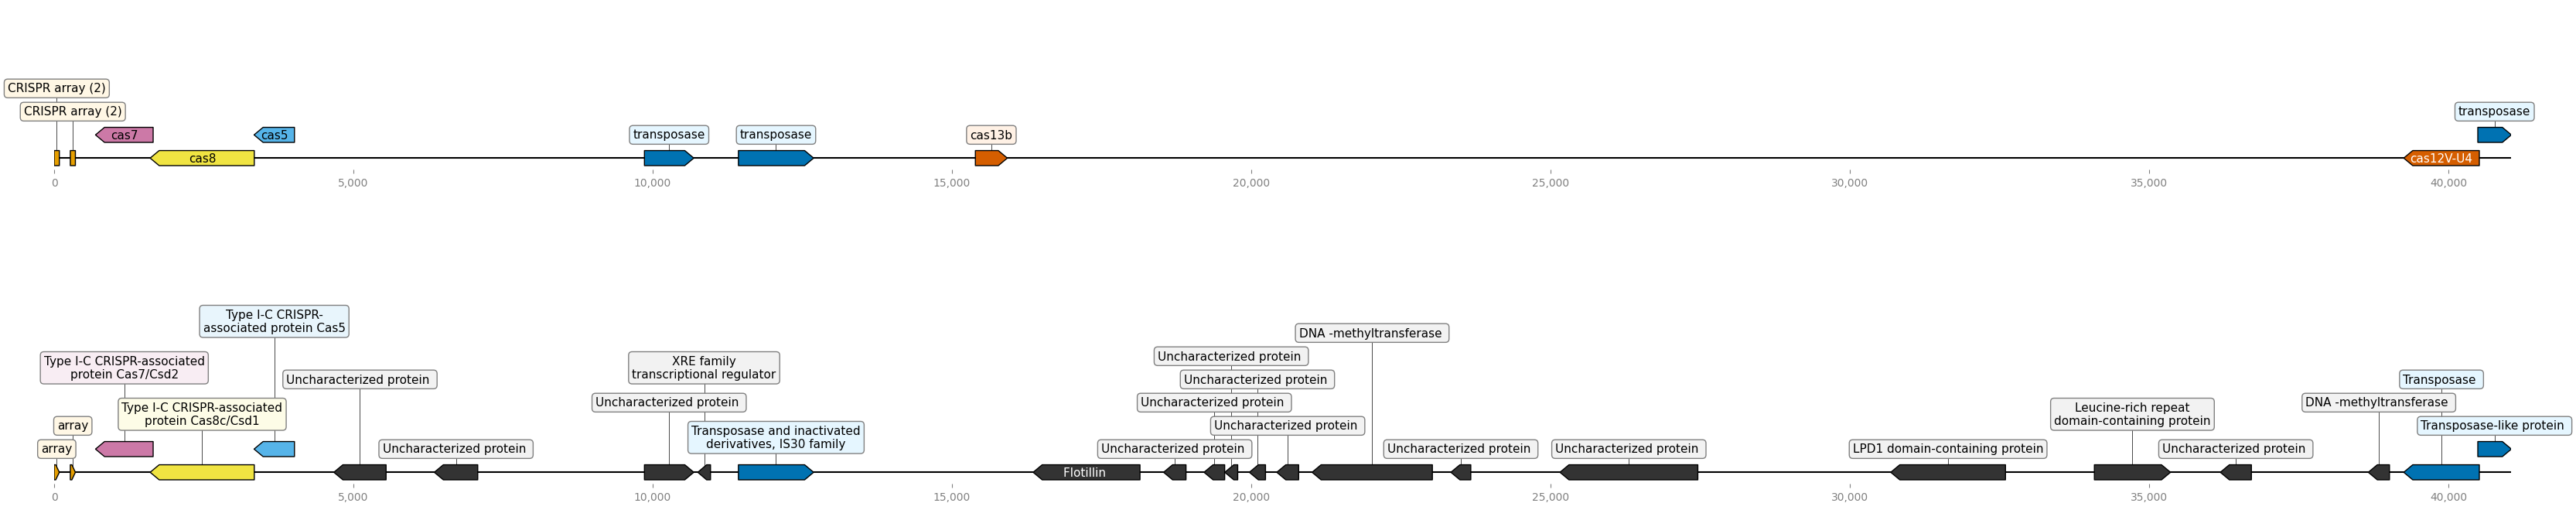 CRISPR array (2)
CRISPR array (2)
transposase
cas7
cas5
transposase
transposase
cas13b
cas8
cas12V-U4
0
5,000
10,000
15,000
20,000
25,000
30,000
35,000
40,000
Type I-C CRISPR-
associated protein Cas5
DNA -methyltransferase
Uncharacterized protein
Type I-C CRISPR-associated
protein Cas7/Csd2
XRE family
transcriptional regulator
Uncharacterized protein
Uncharacterized protein
Transposase
Uncharacterized protein
Uncharacterized protein
DNA -methyltransferase
Type I-C CRISPR-associated
protein Cas8c/Csd1
Leucine-rich repeat
domain-containing protein
array
Uncharacterized protein
Transposase-like protein
Transposase and inactivated
derivatives, IS30 family
array
Uncharacterized protein
Uncharacterized protein
Uncharacterized protein
Uncharacterized protein
LPD1 domain-containing protein
Uncharacterized protein
Flotillin
0
5,000
10,000
15,000
20,000
25,000
30,000
35,000
40,000